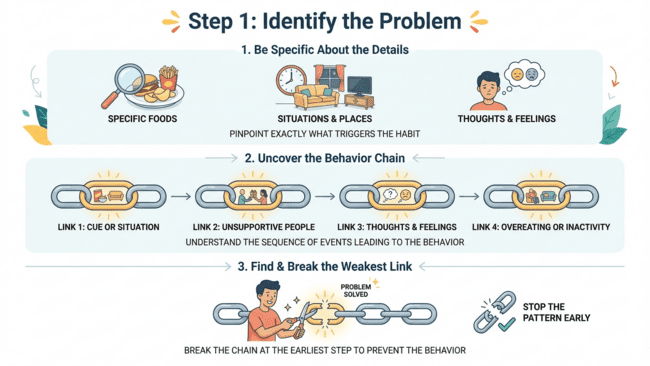 Step 1: Identify the Problem
1. Be Specific About the Details
SPECIFIC FOODS
SITUATIONS & PLACES
THOUGHTS & FEELINGS
PINPOINT EXACTLY WHAT TRIGGERS THE HABIT
2. Uncover the Behavior Chain
?
LINK 1: CUE OR SITUATION
LINK 2: UNSUPPORTIVE PEOPLE
LINK 3: THOUGHTS & FEELINGS
LINK 4: OVEREATING OR INACTIVITY
UNDERSTAND THE SEQUENCE OF EVENTS LEADING TO THE BEHAVIOR
3. Find & Break the Weakest Link
PROBLEM
SOLVED
STOP THE
PATTERN EARLY
BREAK THE CHAIN AT THE EARLIEST STEP TO PREVENT THE BEHAVIOR